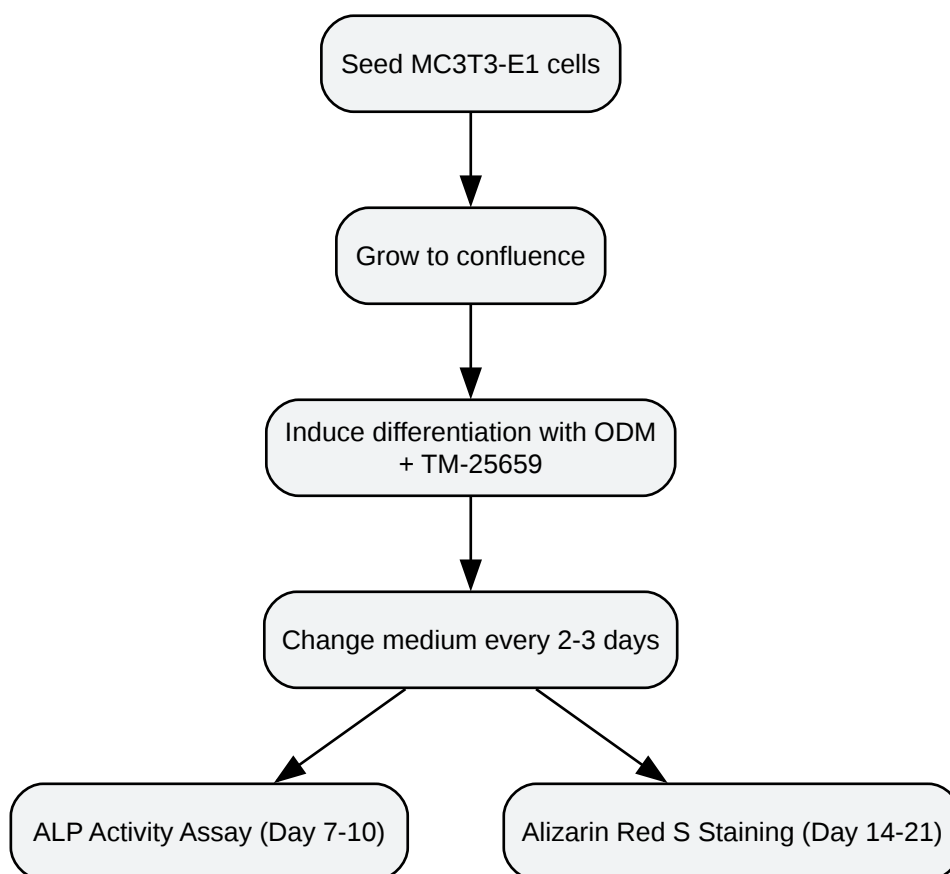 Seed MC3T3-E1 cells
Grow to confluence
Induce differentiation with ODM
+ TM-25659
Change medium every 2-3 days
ALP Activity Assay (Day 7-10)
Alizarin Red S Staining (Day 14-21)